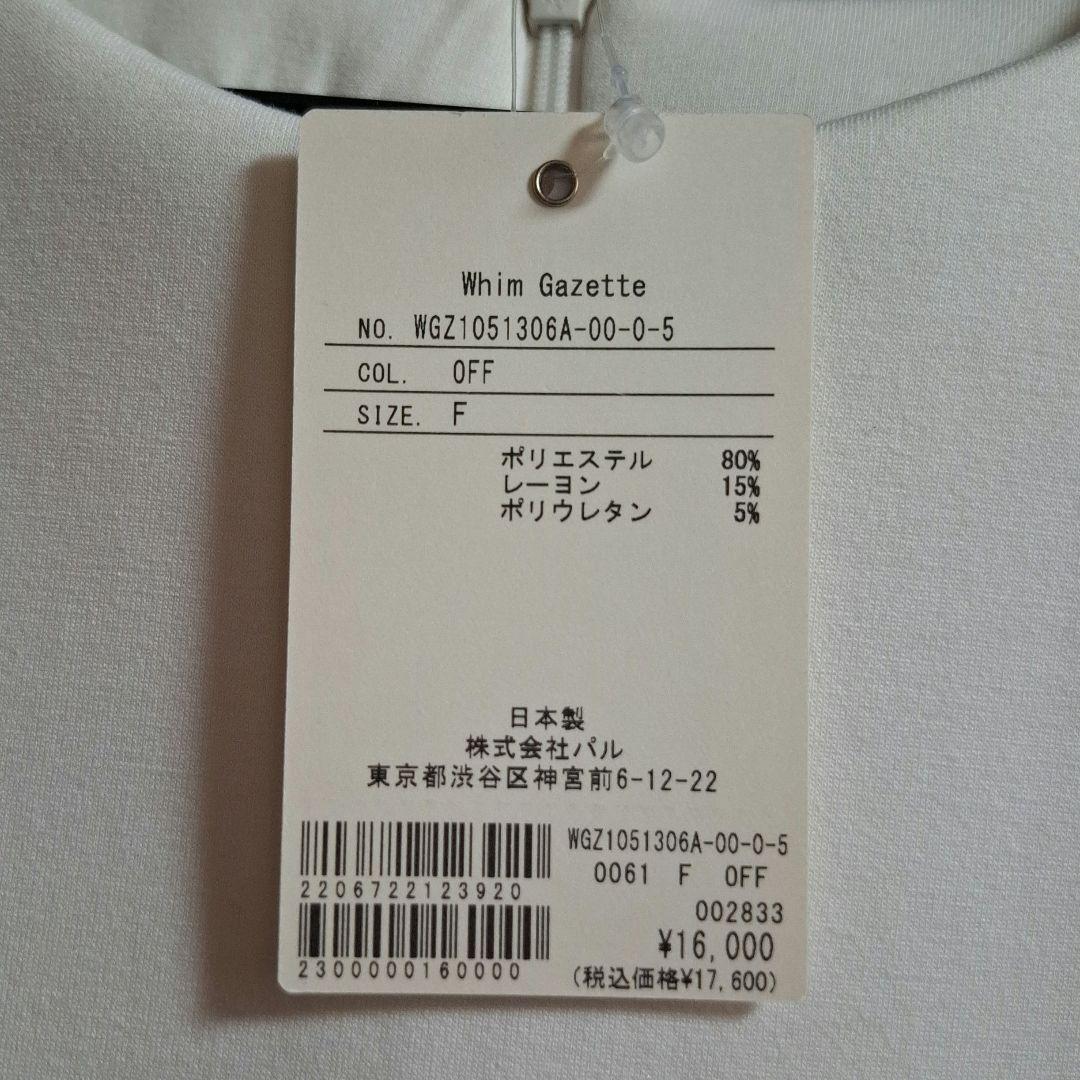 Whim Gazette
NO. WGZ1051306A-00-0-5
COL. OFF
SIZE. F
ポリエステル 80%
レーヨン 15%
ポリウレタン 5%
日本製
株式会社パル
東京都渋谷区神宮前6-12-22
2206722123920
2300000160000
WGZ1051306A-00-0-5
0061 F OFF
002833
¥16,000
(税込価格¥17,600)